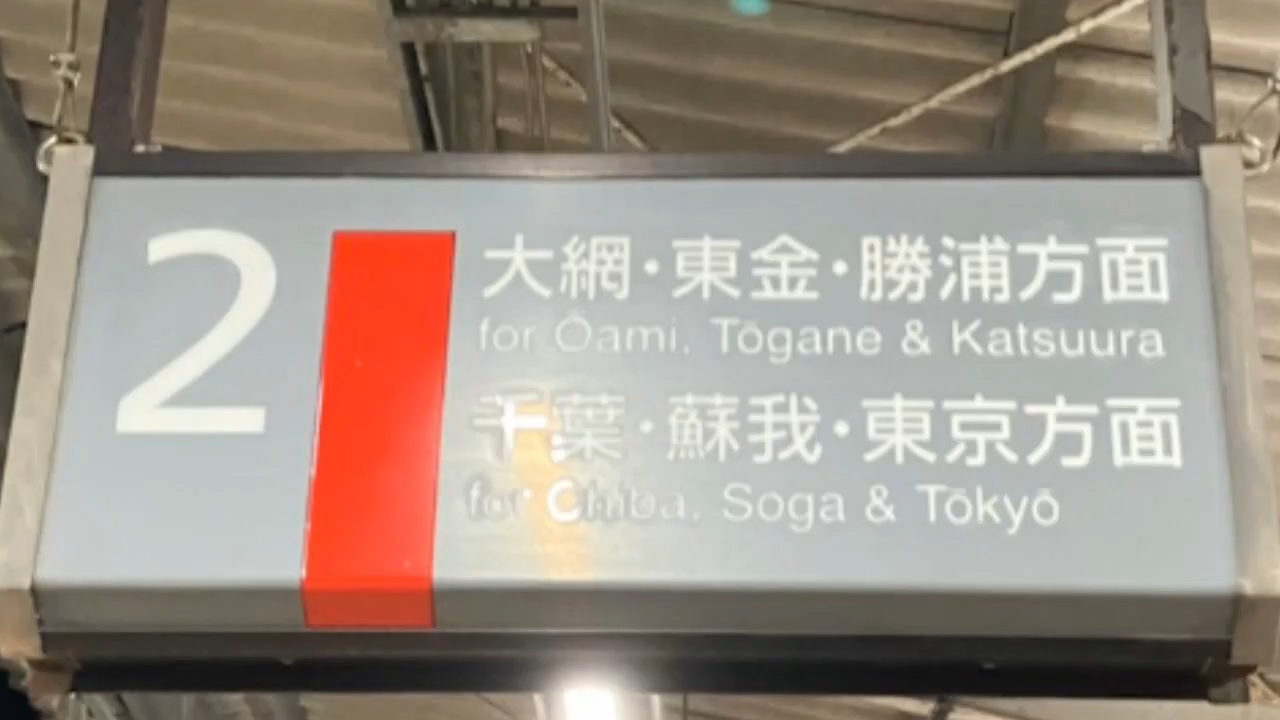 2
大網・東金・勝浦方面
for Ōami, Tōgane & Katsuura
千葉・蘇我・東京方面
for Chiba, Soga & Tōkyō